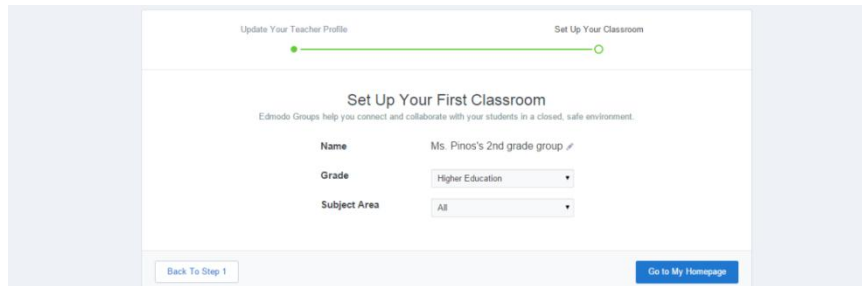 Update Your Teacher Profile
Set Up Your Classroom
Set Up Your First Classroom
Edmodo Groups help you connect and collaborate with your students in a closed, safe environment.
Name Ms. Pinos's 2nd grade group
Grade Higher Education
Subject Area All
Back To Step 1
Go to My Homepage